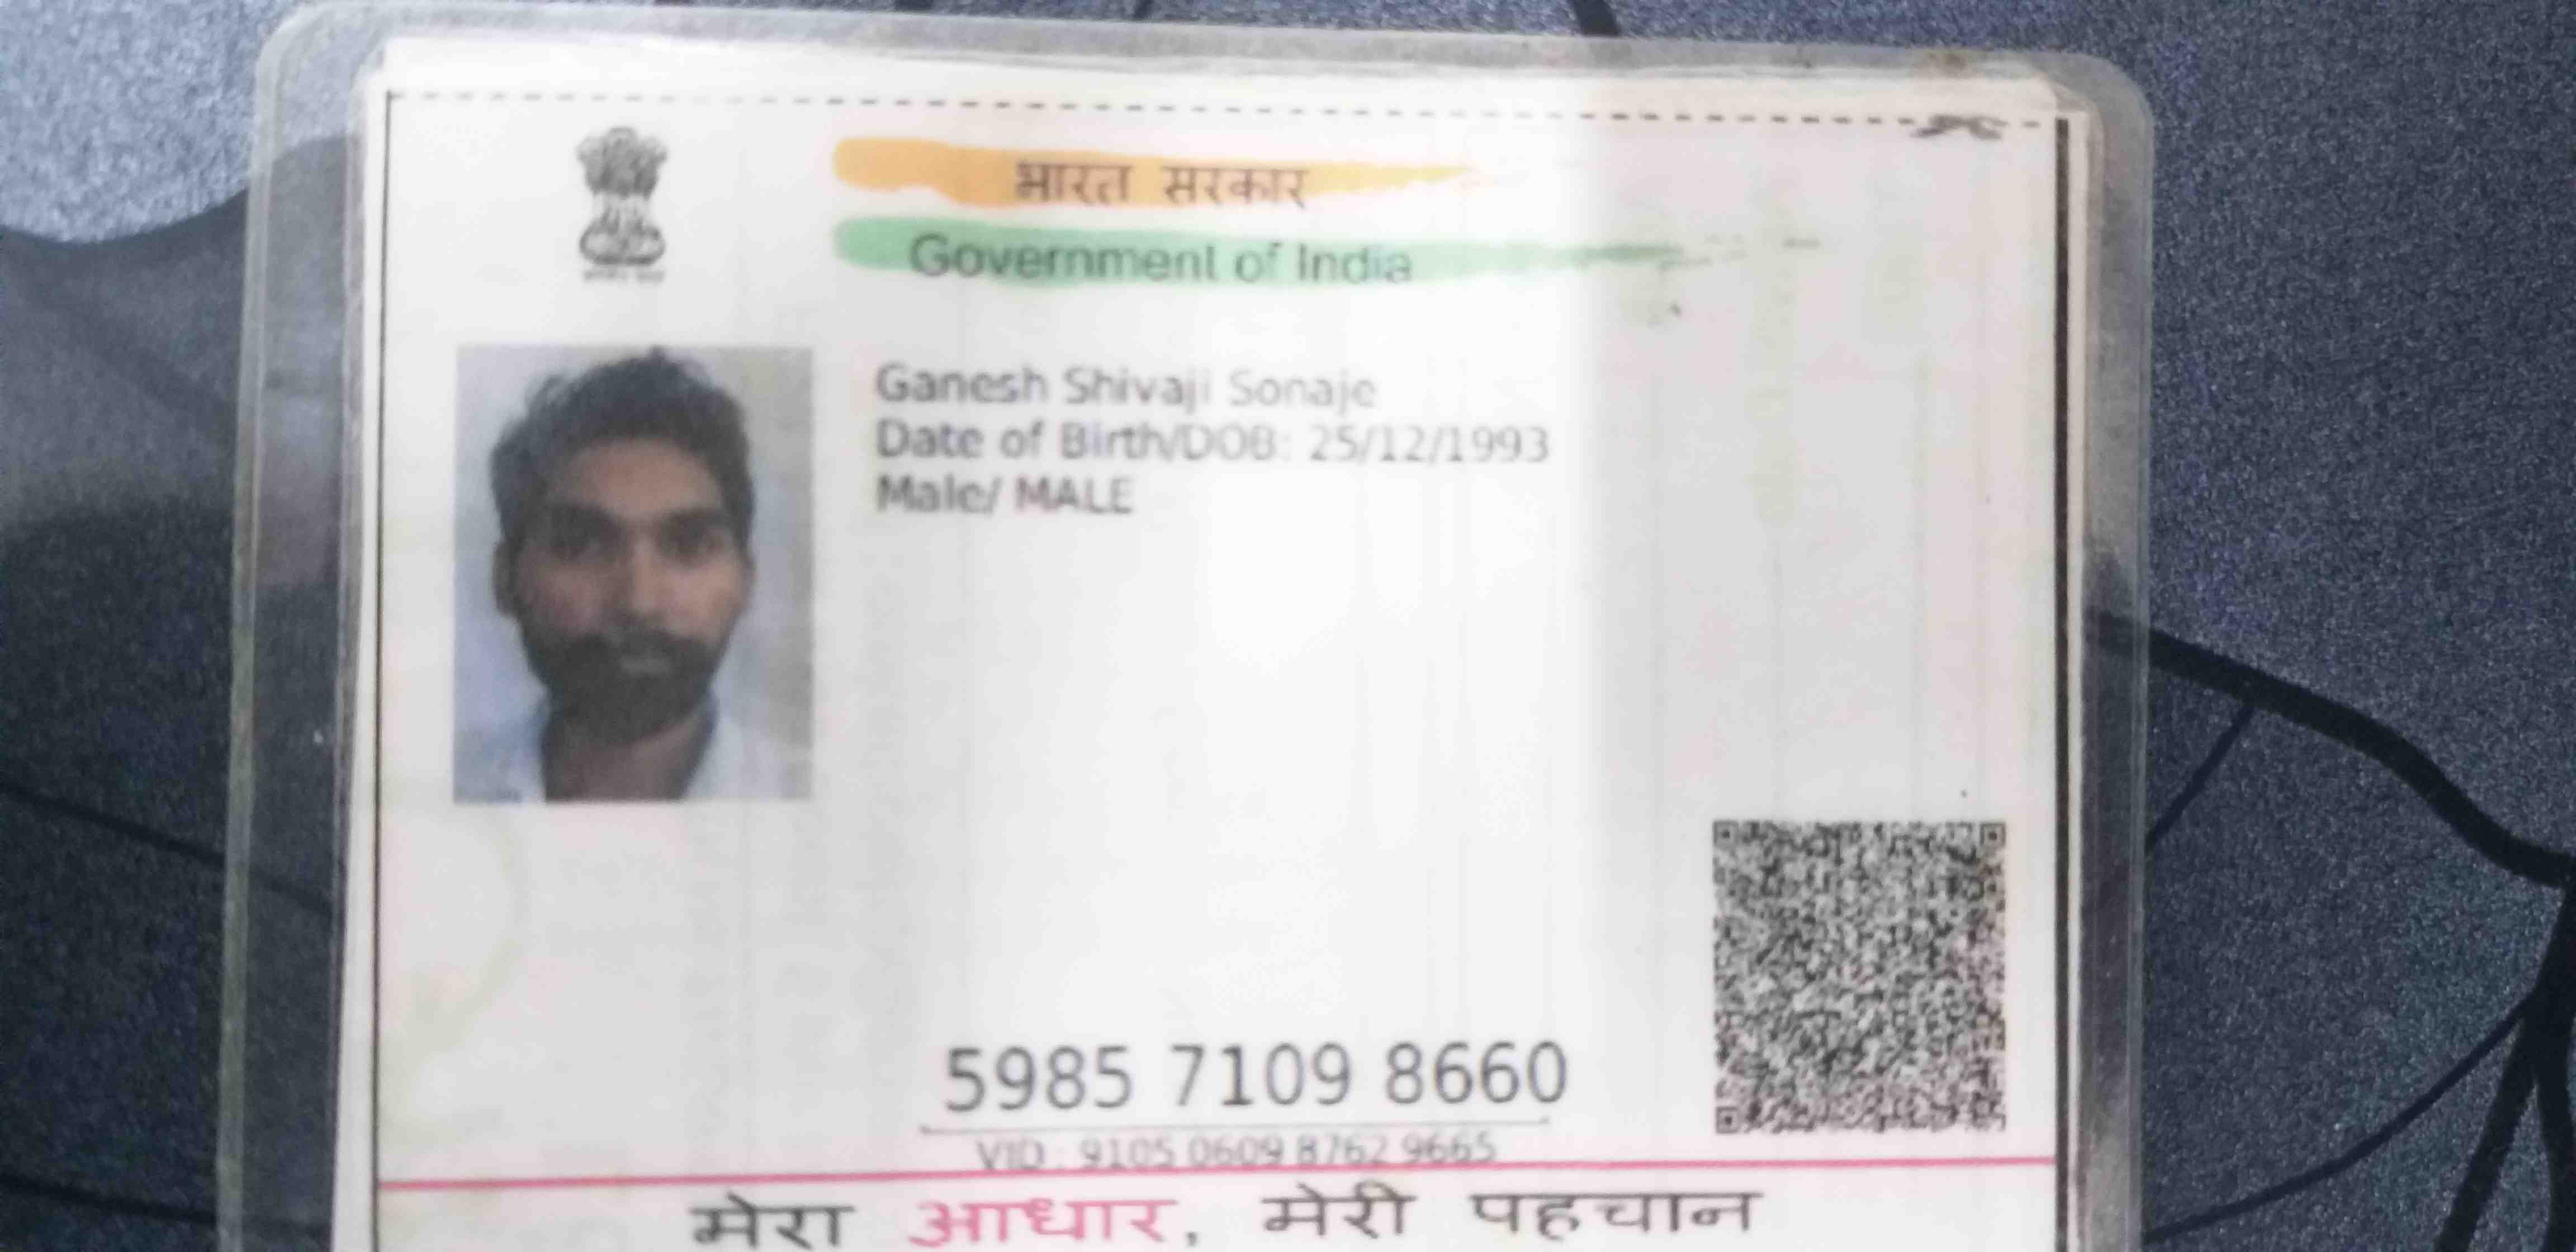 भारत सरकार
Government of India
Ganesh Shivaji Sonaje
Date of Birth/DOB: 25/12/1993
Male/ MALE
5985 7109 8660
VID : 9105 0609 8762 9665
मेरा आधार, मेरी पहचान